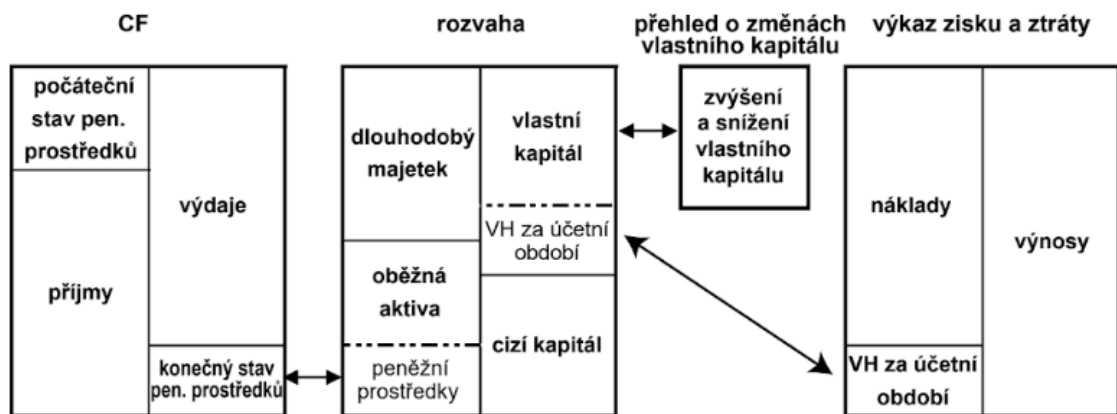 CF
počáteční
stav pen.
prostředků
příjmy
výdaje
konečný stav
pen. prostředků
rozvaha
dlouhodobý
majetek
oběžná
aktiva
peněžní
prostředky
vlastní
kapitál
VH za účetní
období
cizí kapitál
přehled o změnách
vlastního kapitálu
zvýšení
a snížení
vlastního
kapitálu
výkaz zisku a ztráty
náklady
VH za účetní
období
výnosy